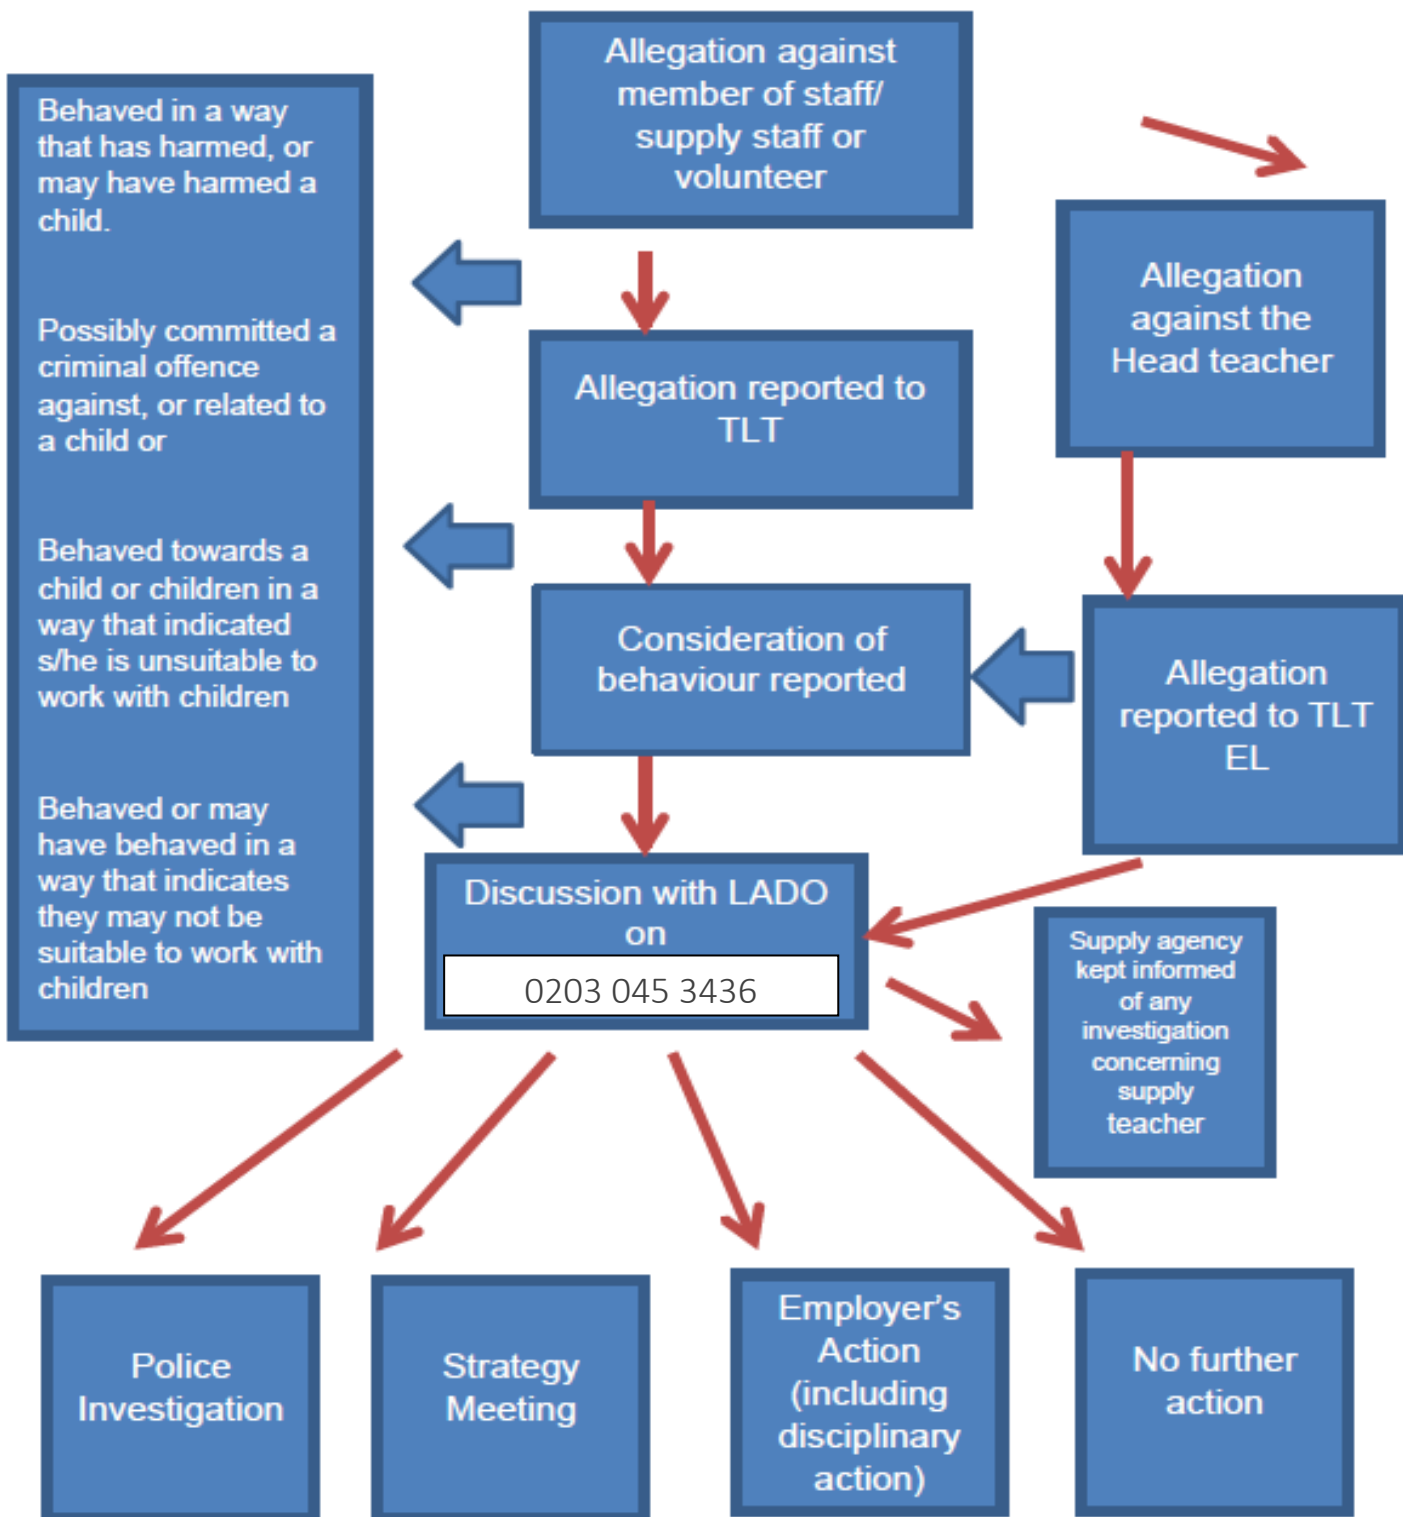 Allegation against
member of staff/
supply staff or
volunteer
Behaved in a way
that has harmed, or
may have harmed a
child.
Possibly committed a
criminal offence
against, or related to
a child or
Behaved towards a
child or children in a
way that indicated
s/he is unsuitable to
work with children
Behaved or may
have behaved in a
way that indicates
they may not be
suitable to work with
children
Allegation
against the
Head teacher
Allegation reported to
TLT
Consideration of
behaviour reported
Allegation
reported to TLT
EL
Discussion with LADO
on
0203 045 3436
Supply agency
kept informed
of any
investigation
concerning
supply
teacher
Police
Investigation
Strategy
Meeting
Employer's
Action
(including
disciplinary
action)
No further
action